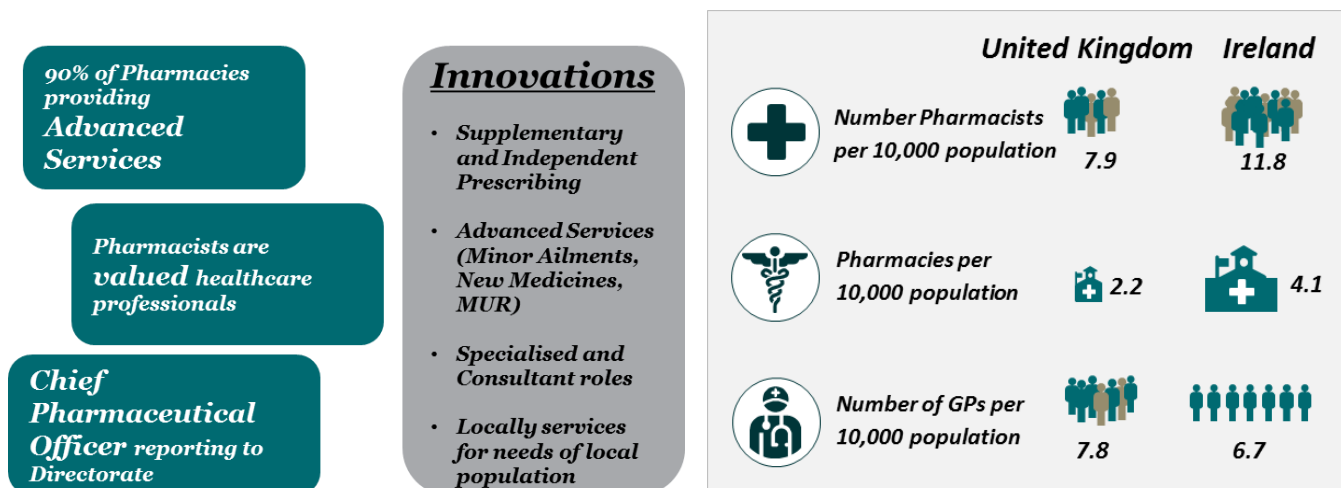 90% of Pharmacies
providing
Advanced
Services
Pharmacists are
valued healthcare
professionals
Chief
Pharmaceutical
Officer reporting to
Directorate
Innovations
• Supplementary
and Independent
Prescribing
• Advanced Services
(Minor Ailments,
New Medicines,
MUR)
• Specialised and
Consultant roles
• Locally services
for needs of local
population
United Kingdom Ireland
Number Pharmacists
per 10,000 population
7.9 11.8
Pharmacies per
10,000 population
2.2 4.1
Number of GPs per
10,000 population
7.8 6.7